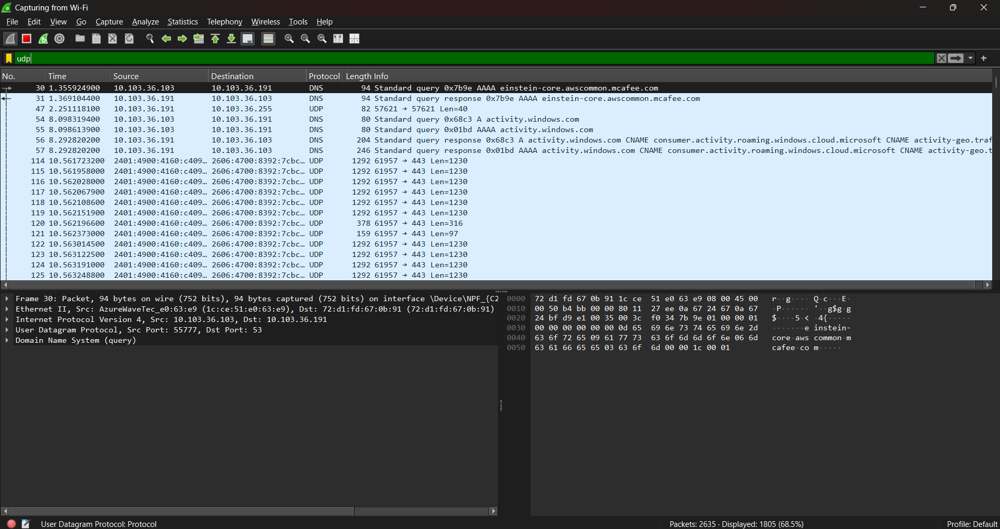 Capturing from Wi-Fi
File Edit View Go Capture Analyze Statistics Telephony Wireless Tools Help
udp
No. Time Source Destination Protocol Length Info
30 1.355924900 10.103.36.103 10.103.36.191 DNS 94 Standard query 0x7b9e AAAA einstein-core.awscommon.mcafee.com
31 1.369104400 10.103.36.191 10.103.36.103 DNS 94 Standard query response 0x7b9e AAAA einstein-core.awscommon.mcafee.com
47 2.251118100 10.103.36.191 10.103.36.255 UDP 82 57621 → 57621 Len=40
54 8.098319400 10.103.36.103 10.103.36.191 DNS 80 Standard query 0x68c3 A activity.windows.com
55 8.098613900 10.103.36.103 10.103.36.191 DNS 80 Standard query 0x01bd AAAA activity.windows.com
56 8.292820200 10.103.36.191 10.103.36.103 DNS 204 Standard query response 0x68c3 A activity.windows.com CNAME consumer.activity.roaming.windows.cloud.microsoft CNAME activity-geo.traf
57 8.292820200 10.103.36.191 10.103.36.103 DNS 246 Standard query response 0x01bd AAAA activity.windows.com CNAME consumer.activity.roaming.windows.cloud.microsoft CNAME activity-geo.t
114 10.561723200 2401:4900:4160:c409… 2606:4700:8392:7cbc… UDP 1292 61957 → 443 Len=1230
115 10.561958000 2401:4900:4160:c409… 2606:4700:8392:7cbc… UDP 1292 61957 → 443 Len=1230
116 10.562028000 2401:4900:4160:c409… 2606:4700:8392:7cbc… UDP 1292 61957 → 443 Len=1230
117 10.562067900 2401:4900:4160:c409… 2606:4700:8392:7cbc… UDP 1292 61957 → 443 Len=1230
118 10.562108600 2401:4900:4160:c409… 2606:4700:8392:7cbc… UDP 1292 61957 → 443 Len=1230
119 10.562151900 2401:4900:4160:c409… 2606:4700:8392:7cbc… UDP 1292 61957 → 443 Len=1230
120 10.562196600 2401:4900:4160:c409… 2606:4700:8392:7cbc… UDP 378 61957 → 443 Len=316
121 10.562373000 2401:4900:4160:c409… 2606:4700:8392:7cbc… UDP 159 61957 → 443 Len=97
122 10.563014500 2401:4900:4160:c409… 2606:4700:8392:7cbc… UDP 1292 61957 → 443 Len=1230
123 10.563122500 2401:4900:4160:c409… 2606:4700:8392:7cbc… UDP 1292 61957 → 443 Len=1230
124 10.563191000 2401:4900:4160:c409… 2606:4700:8392:7cbc… UDP 1292 61957 → 443 Len=1230
125 10.563248800 2401:4900:4160:c409… 2606:4700:8392:7cbc… UDP 1292 61957 → 443 Len=1230
Frame 30: Packet, 94 bytes on wire (752 bits), 94 bytes captured (752 bits) on interface \Device\NPF_{C2
Ethernet II, Src: AzureWaveTec_e0:63:e9 (1c:ce:51:e0:63:e9), Dst: 72:d1:fd:67:0b:91 (72:d1:fd:67:0b:91)
Internet Protocol Version 4, Src: 10.103.36.103, Dst: 10.103.36.191
User Datagram Protocol, Src Port: 55777, Dst Port: 53
Domain Name System (query)
0000 72 d1 fd 67 0b 91 1c ce 51 e0 63 e9 08 00 45 00 r··g···· Q·c···E·
0010 00 50 b4 bb 00 00 80 11 27 ee 0a 67 24 67 0a 67 ·P······ '··g$g·g
0020 24 bf d9 e1 00 35 00 3c f0 34 7b 9e 01 00 00 01 $····5·< ·4{·····
0030 00 00 00 00 00 00 0d 65 69 6e 73 74 65 69 6e 2d ·······e instein-
0040 63 6f 72 65 09 61 77 73 63 6f 6d 6d 6f 6e 06 6d core·aws common·m
0050 63 61 66 65 65 03 63 6f 6d 00 00 1c 00 01 cafee·co m·····
User Datagram Protocol: Protocol
Packets: 2635 · Displayed: 1805 (68.5%)
Profile: Default